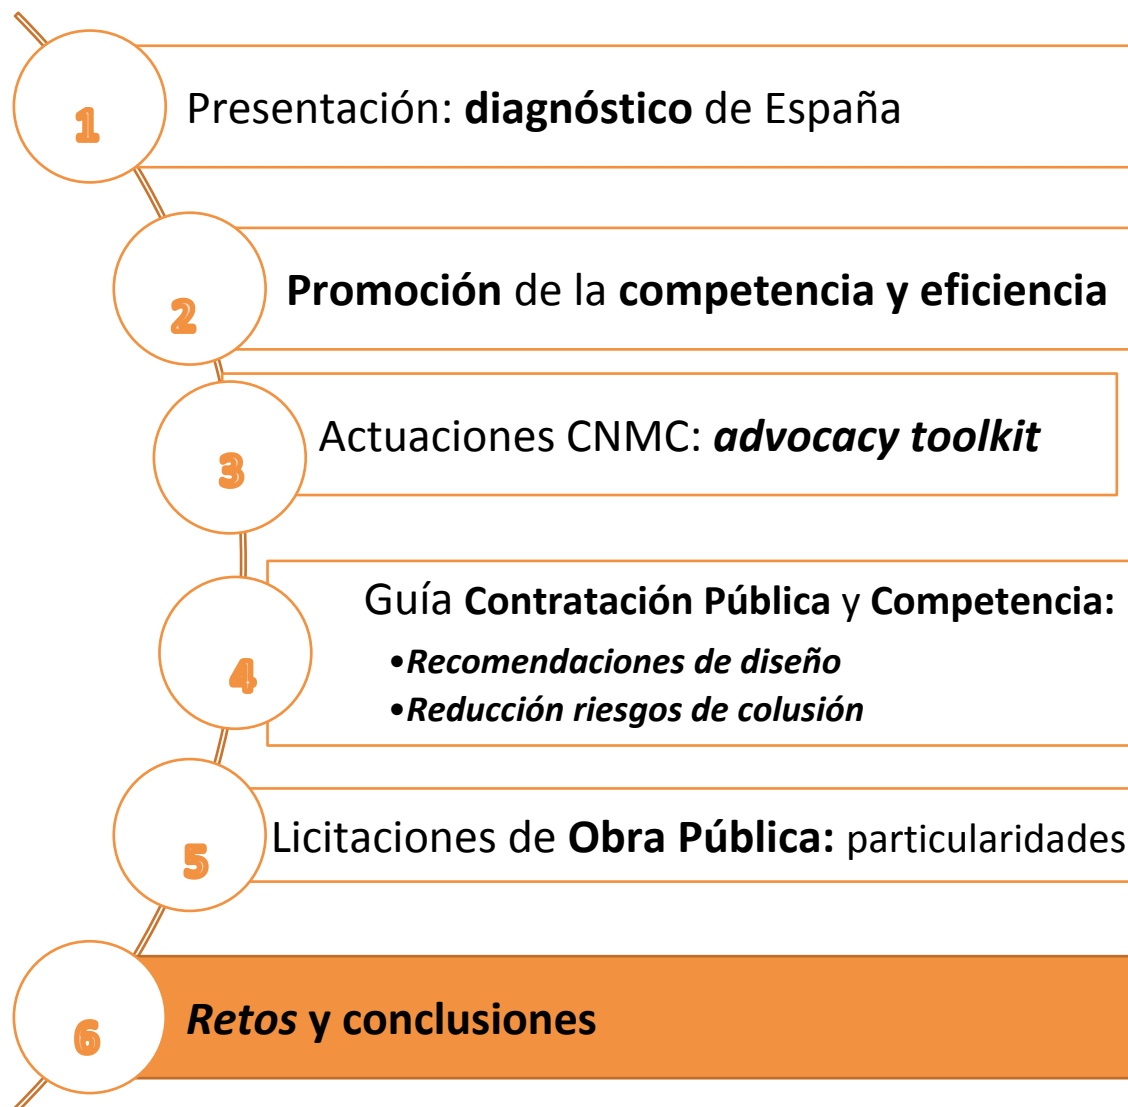 1
Presentación: diagnóstico de España
2
Promoción de la competencia y eficiencia
3
Actuaciones CNMC: advocacy toolkit
4
Guía Contratación Pública y Competencia:
•Recomendaciones de diseño
•Reducción riesgos de colusión
5
Licitaciones de Obra Pública: particularidades
6
Retos y conclusiones